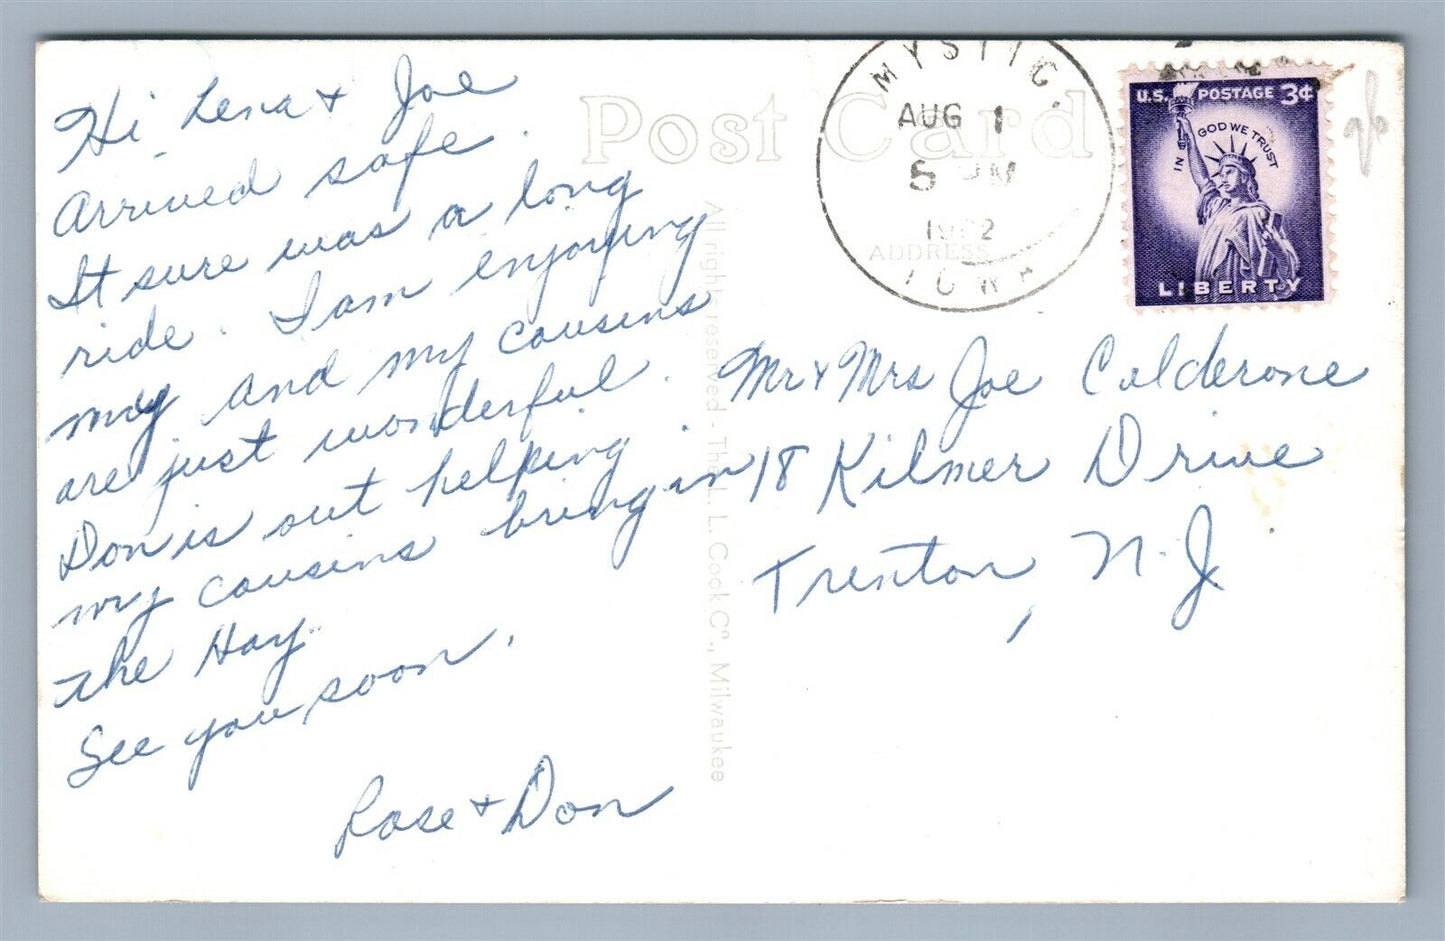 Hi Lena + Joe
Arrived safe.
It sure was a long
ride. I am enjoying
my and my cousins
are just wonderful.
Don is out helping
my cousins bring in
the Hay.
See you soon.
Rose + Don
Post Card
ADDRESS
All rights reserved - The L. L. Cook Co., Milwaukee
MYSTIC,
AUG 1
PM
IOWA
U.S. POSTAGE 3¢
IN GOD WE TRUST
LIBERTY
Mr + Mrs Joe Calderone
18 Kilmer Drive
Trenton, N.J.